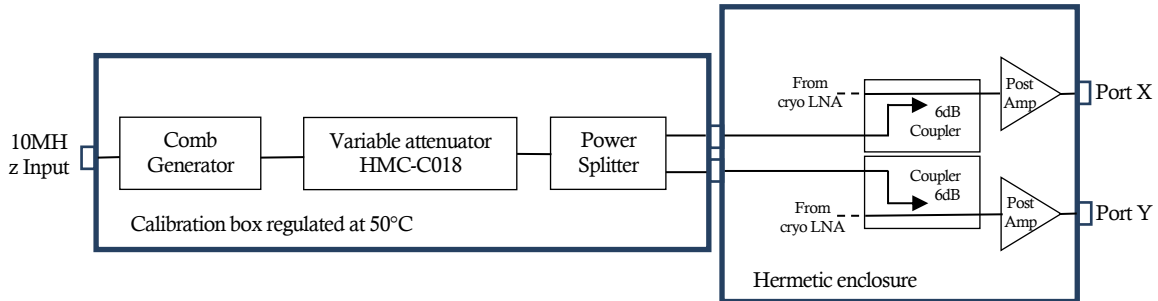 10MH
z Input
Comb
Generator
Variable attenuator
HMC-C018
Power
Splitter
Calibration box regulated at 50°C
From
cryo LNA
6dB
Coupler
Post
Amp
Port X
Coupler
6dB
From
cryo LNA
Post
Amp
Port Y
Hermetic enclosure